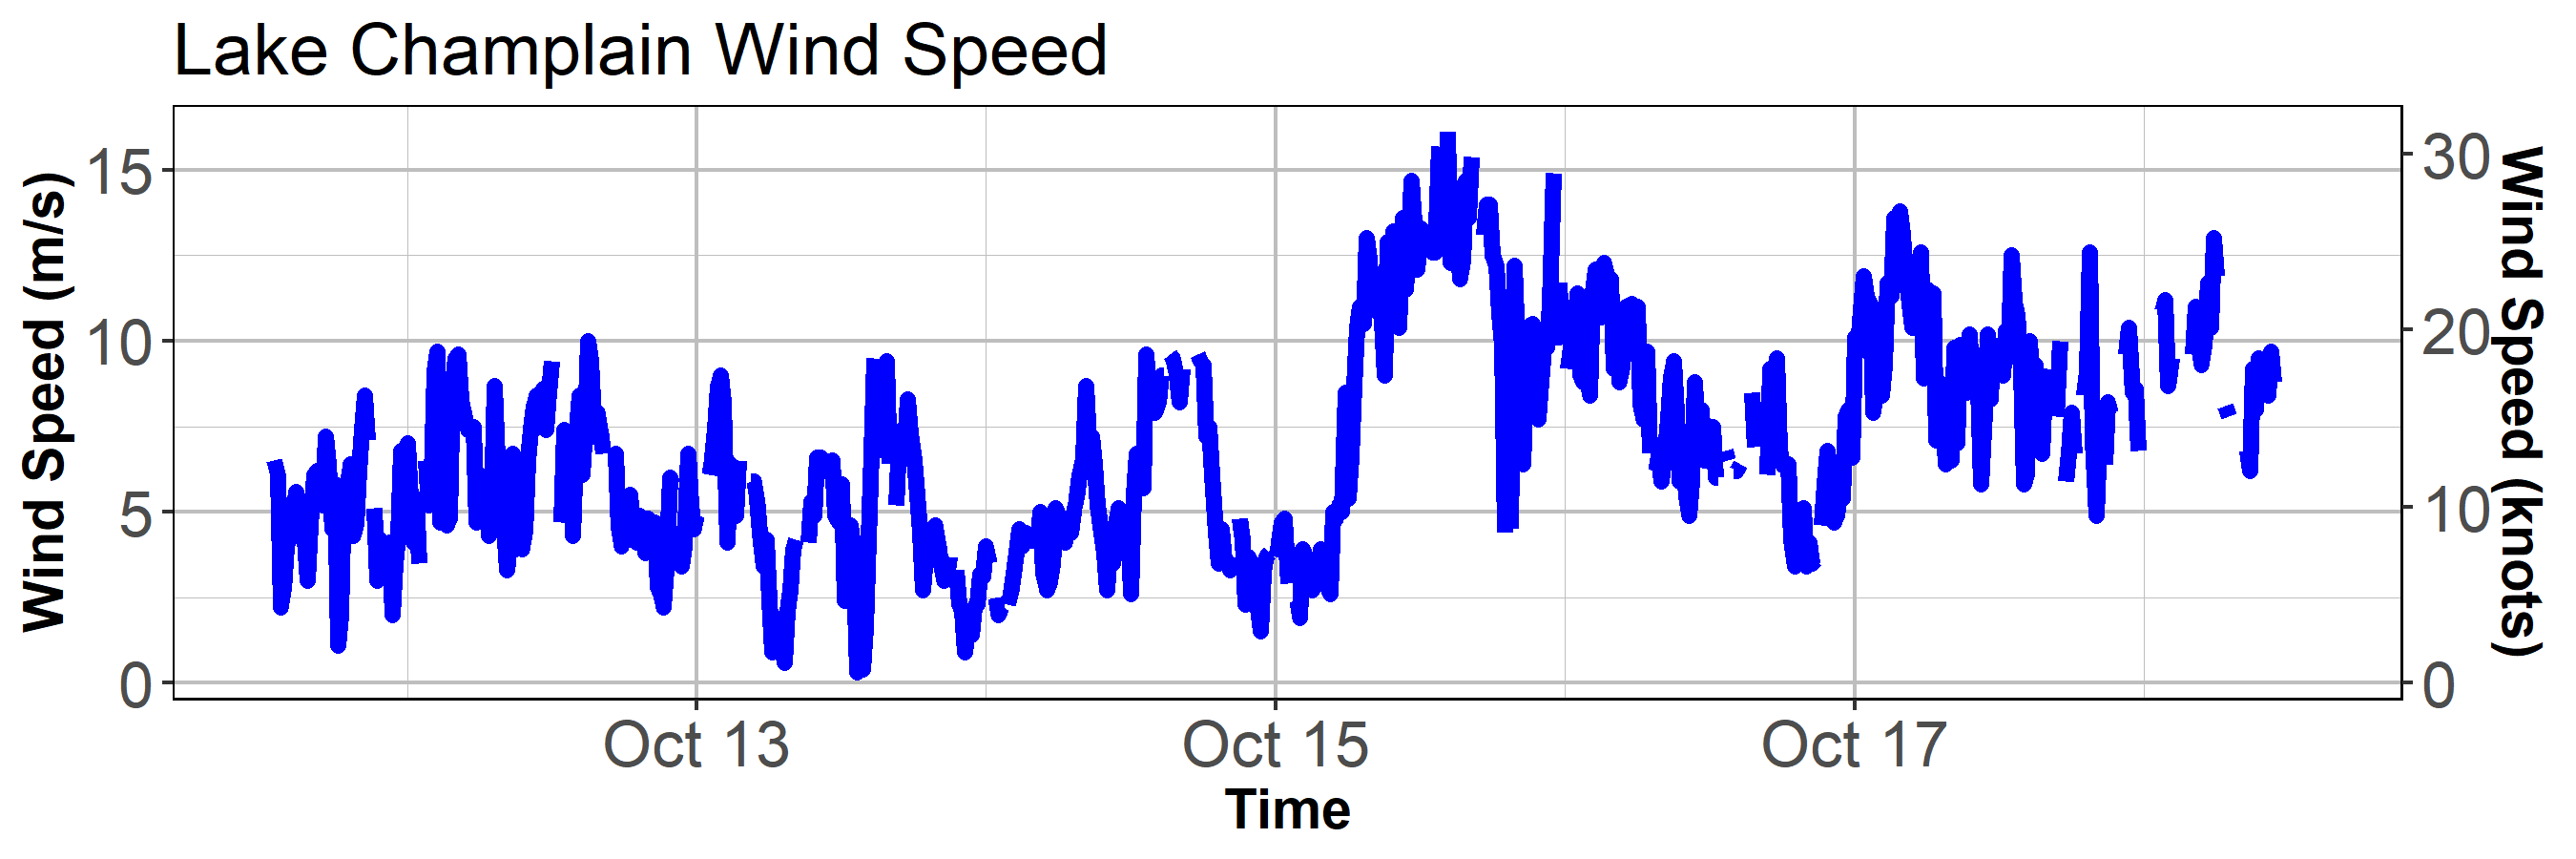 Lake Champlain Wind Speed
Wind Speed (m/s)
15
10
5
0
30
20
10
0
Wind Speed (knots)
Oct 13
Oct 15
Oct 17
Time